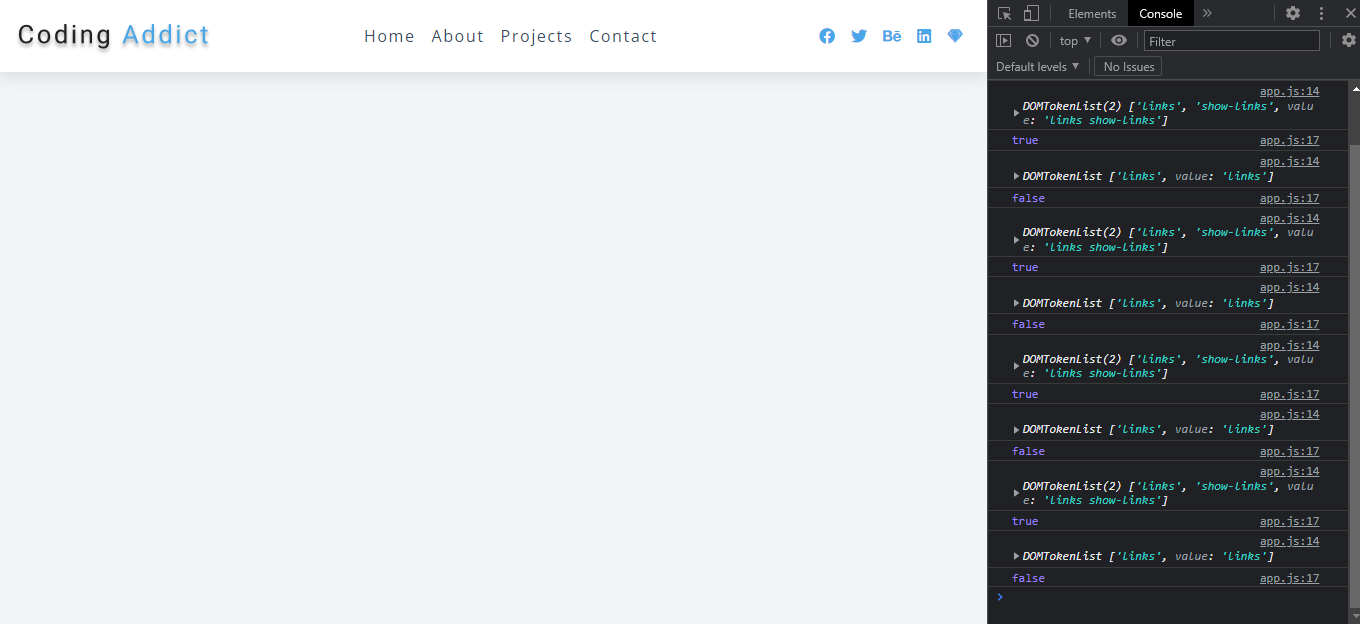 Coding Addict
Home About Projects Contact
Bē
in
Elements Console »
top ▼ Filter
Default levels ▼ No Issues
app.js:14
DOMTokenList(2) ['links', 'show-links', valu
e: 'links show-links']
true app.js:17
app.js:14
DOMTokenList ['links', value: 'links']
false app.js:17
app.js:14
DOMTokenList(2) ['links', 'show-links', valu
e: 'links show-links']
true app.js:17
app.js:14
DOMTokenList ['links', value: 'links']
false app.js:17
app.js:14
DOMTokenList(2) ['links', 'show-links', valu
e: 'links show-links']
true app.js:17
app.js:14
DOMTokenList ['links', value: 'links']
false app.js:17
app.js:14
DOMTokenList(2) ['links', 'show-links', valu
e: 'links show-links']
true app.js:17
app.js:14
DOMTokenList ['links', value: 'links']
false app.js:17